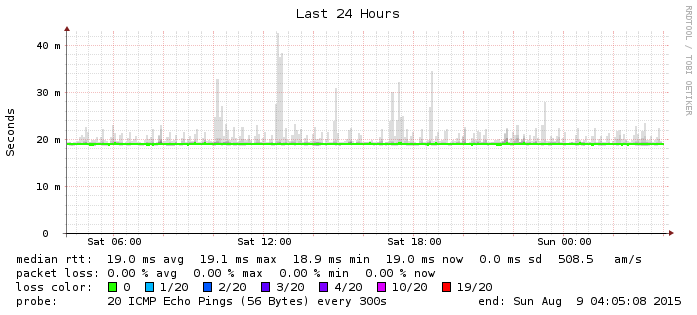 Last 24 Hours
RRDTOOL / TOBI OETIKER
Seconds
40 m
30 m
20 m
10 m
0
Sat 06:00 Sat 12:00 Sat 18:00 Sun 00:00
median rtt: 19.0 ms avg 19.1 ms max 18.9 ms min 19.0 ms now 0.0 ms sd 508.5 am/s
packet loss: 0.00 % avg 0.00 % max 0.00 % min 0.00 % now
loss color: 0 1/20 2/20 3/20 4/20 10/20 19/20
probe: 20 ICMP Echo Pings (56 Bytes) every 300s end: Sun Aug 9 04:05:08 2015